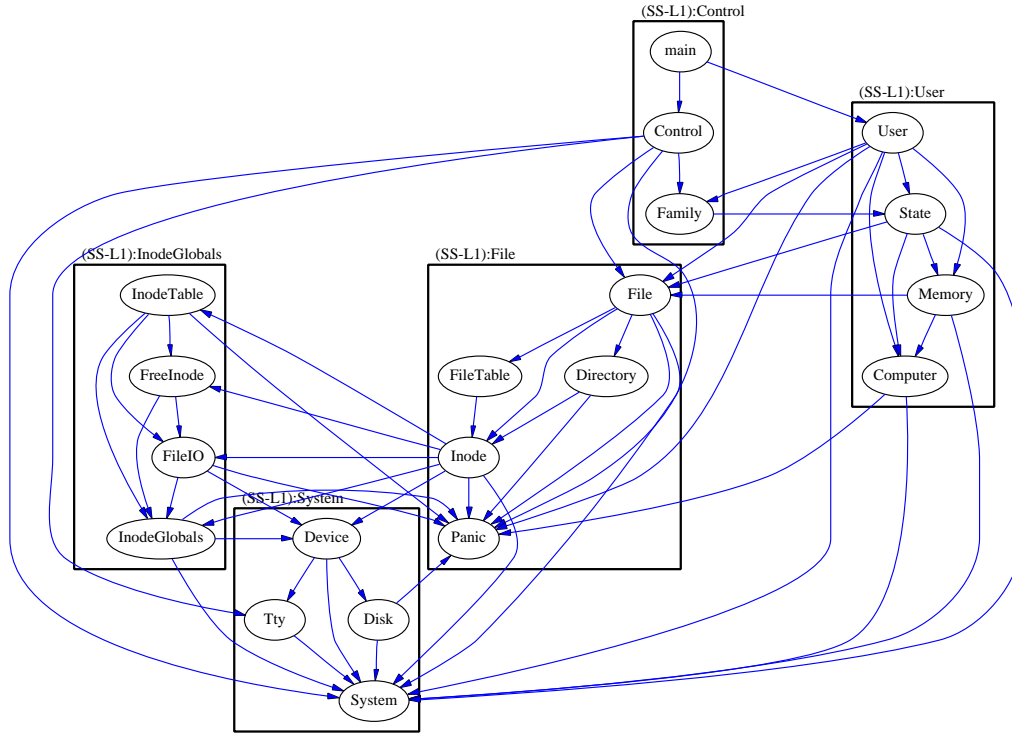 (SS-L1):Control
main
(SS-L1):User
Control
User
Family
State
(SS-L1):InodeGlobals
(SS-L1):File
InodeTable
File
Memory
FreeInode
FileTable
Directory
Computer
FileIO
Inode
(SS-L1):System
InodeGlobals
Device
Panic
Tty
Disk
System